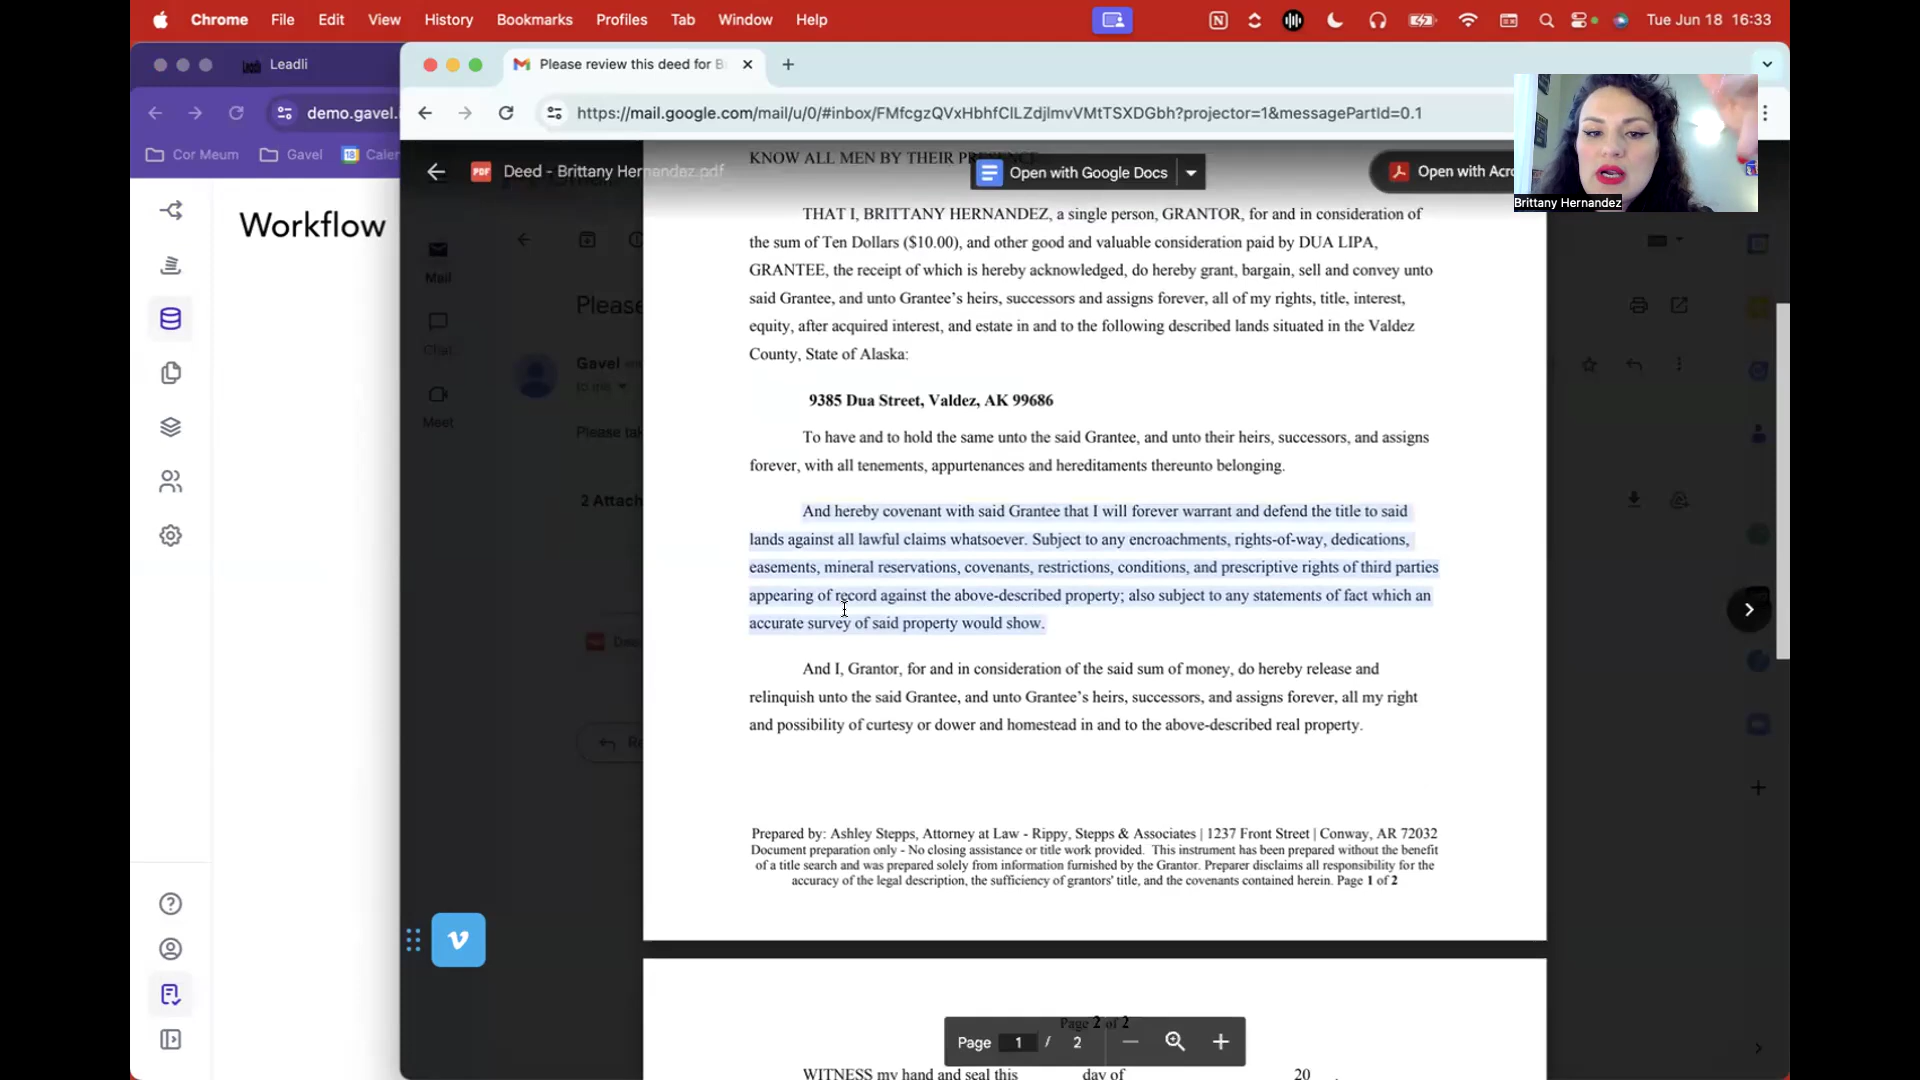 Chrome File Edit View History Bookmarks Profiles Tab Window Help Tue Jun 18 16:33
Leadli
Please review this deed for B
demo.gavel.i
https://mail.google.com/mail/u/0/#inbox/FMfcgzQVxHbhfClLZdjlmvVMtTSXDGbh?projector=1&messagePartId=0.1
Cor Meum Gavel Caler
KNOW ALL MEN BY THEIR PRESENCE
PDF Deed - Brittany Hernandez.pdf
Open with Google Docs
Open with Acro
Brittany Hernandez
Workflow
Mail
Chat
Meet
Please
Gavel
to me
Please tak
2 Attach
THAT I, BRITTANY HERNANDEZ, a single person, GRANTOR, for and in consideration of
the sum of Ten Dollars ($10.00), and other good and valuable consideration paid by DUA LIPA,
GRANTEE, the receipt of which is hereby acknowledged, do hereby grant, bargain, sell and convey unto
said Grantee, and unto Grantee's heirs, successors and assigns forever, all of my rights, title, interest,
equity, after acquired interest, and estate in and to the following described lands situated in the Valdez
County, State of Alaska:
9385 Dua Street, Valdez, AK 99686
To have and to hold the same unto the said Grantee, and unto their heirs, successors, and assigns
forever, with all tenements, appurtenances and hereditaments thereunto belonging.
And hereby covenant with said Grantee that I will forever warrant and defend the title to said
lands against all lawful claims whatsoever. Subject to any encroachments, rights-of-way, dedications,
easements, mineral reservations, covenants, restrictions, conditions, and prescriptive rights of third parties
appearing of record against the above-described property; also subject to any statements of fact which an
accurate survey of said property would show.
And I, Grantor, for and in consideration of the said sum of money, do hereby release and
relinquish unto the said Grantee, and unto Grantee's heirs, successors, and assigns forever, all my right
and possibility of curtesy or dower and homestead in and to the above-described real property.
Prepared by: Ashley Stepps, Attorney at Law - Rippy, Stepps & Associates | 1237 Front Street | Conway, AR 72032
Document preparation only - No closing assistance or title work provided. This instrument has been prepared without the benefit
of a title search and was prepared solely from information furnished by the Grantor. Preparer disclaims all responsibility for the
accuracy of the legal description, the sufficiency of grantors' title, and the covenants contained herein. Page 1 of 2
Page 2 of 2
Page 1 / 2
WITNESS my hand and seal this day of 20 .